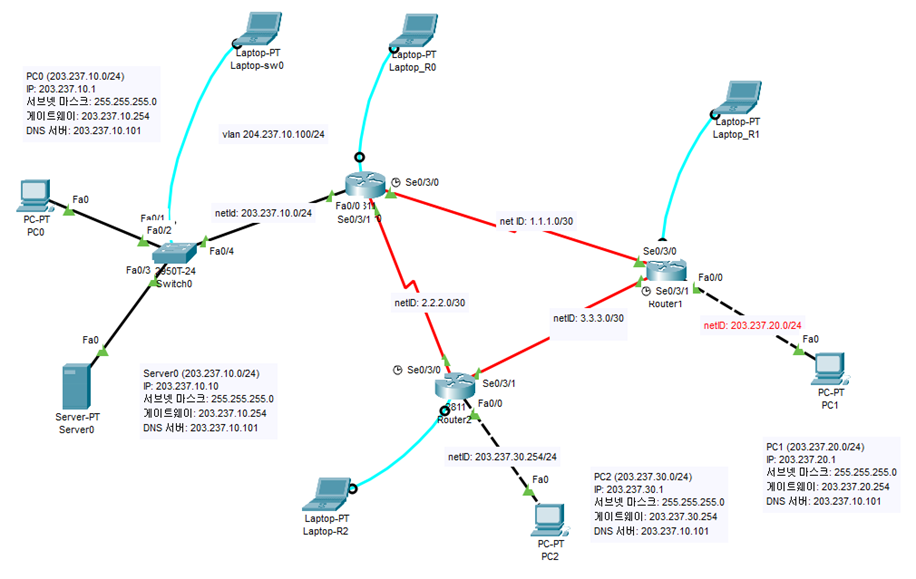 Laptop-PT
Laptop-sw0
Laptop-PT
Laptop_R0
PC0 (203.237.10.0/24)
IP: 203.237.10.1
서브넷 마스크: 255.255.255.0
게이트웨이: 203.237.10.254
DNS 서버: 203.237.10.101
vlan 204.237.10.100/24
Laptop-PT
Laptop_R1
Fa0
PC-PT
PC0
Fa0/1
Fa0/2
Fa0/3
Fa0/4
2950T-24
Switch0
netId: 203.237.10.0/24
Se0/3/0
Fa0/0
Se0/3/1
net ID: 1.1.1.0/30
Se0/3/0
Fa0/0
Se0/3/1
Router1
netID: 2.2.2.0/30
netID: 3.3.3.0/30
netID: 203.237.20.0/24
Fa0
PC-PT
PC1
Fa0
Server-PT
Server0
Server0 (203.237.10.0/24)
IP: 203.237.10.10
서브넷 마스크: 255.255.255.0
게이트웨이: 203.237.10.254
DNS 서버: 203.237.10.101
Se0/3/0
Se0/3/1
Fa0/0
2811
Router2
netID: 203.237.30.254/24
Laptop-PT
Laptop-R2
Fa0
PC-PT
PC2
PC2 (203.237.30.0/24)
IP: 203.237.30.1
서브넷 마스크: 255.255.255.0
게이트웨이: 203.237.30.254
DNS 서버: 203.237.10.101
PC1 (203.237.20.0/24)
IP: 203.237.20.1
서브넷 마스크: 255.255.255.0
게이트웨이: 203.237.20.254
DNS 서버: 203.237.10.101